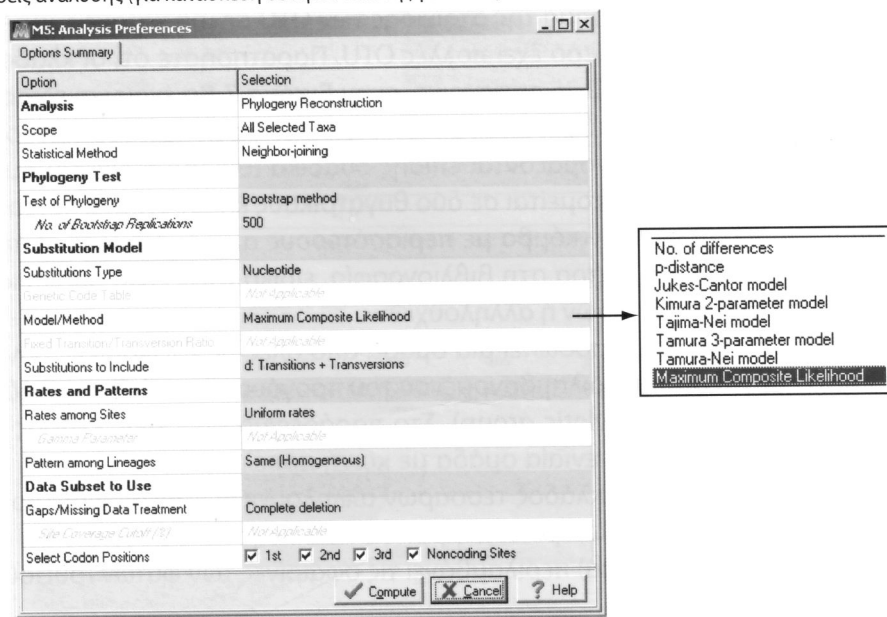 M5: Analysis Preferences
Options Summary
Option Selection
Analysis Phylogeny Reconstruction
Scope All Selected Taxa
Statistical Method Neighbor-joining
Phylogeny Test
Test of Phylogeny Bootstrap method
No. of Bootstrap Replications 500
Substitution Model
Substitutions Type Nucleotide
Genetic Code Table Not Applicable
Model/Method Maximum Composite Likelihood
Fixed Transition/Transversion Ratio Not Applicable
Substitutions to Include d: Transitions + Transversions
Rates and Patterns
Rates among Sites Uniform rates
Gamma Parameter Not Applicable
Pattern among Lineages Same (Homogeneous)
Data Subset to Use
Gaps/Missing Data Treatment Complete deletion
Site Coverage Cutoff (%) Not Applicable
Select Codon Positions 1st 2nd 3rd Noncoding Sites
Compute Cancel ? Help
No. of differences
p-distance
Jukes-Cantor model
Kimura 2-parameter model
Tajima-Nei model
Tamura 3-parameter model
Tamura-Nei model
Maximum Composite Likelihood